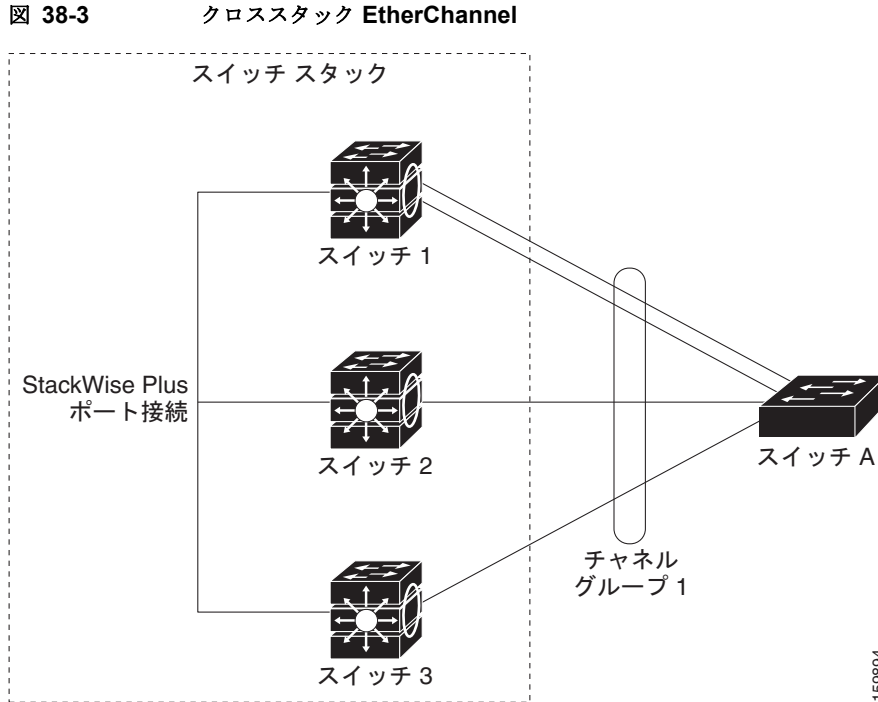 図 38-3 クロススタック EtherChannel
スイッチ スタック
スイッチ 1
StackWise Plus
ポート接続
スイッチ 2
スイッチ A
チャネル
グループ 1
スイッチ 3
159894